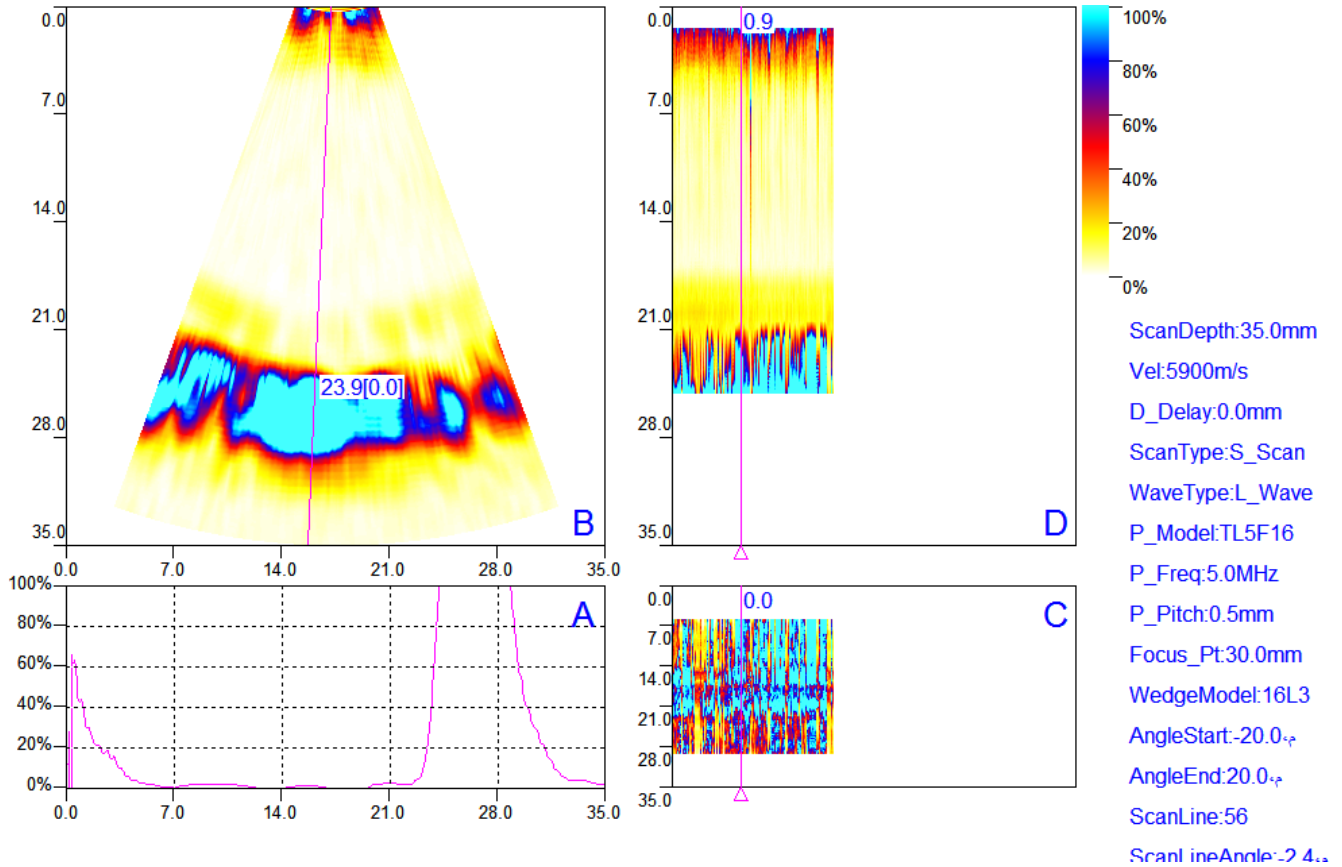 0.0
7.0
14.0
21.0
28.0
35.0
23.9[0.0]
B
0.0 7.0 14.0 21.0 28.0 35.0
0.0
7.0
14.0
21.0
28.0
35.0
0.9
D
100%
80%
60%
40%
20%
0%
100%
80%
60%
40%
20%
0%
A
0.0 7.0 14.0 21.0 28.0 35.0
0.0
7.0
14.0
21.0
28.0
35.0
0.0
C
ScanDepth:35.0mm
Vel:5900m/s
D_Delay:0.0mm
ScanType:S_Scan
WaveType:L_Wave
P_Model:TL5F16
P_Freq:5.0MHz
P_Pitch:0.5mm
Focus_Pt:30.0mm
WedgeModel:16L3
AngleStart:-20.0
AngleEnd:20.0
ScanLine:56
ScanLineAngle:-2.4